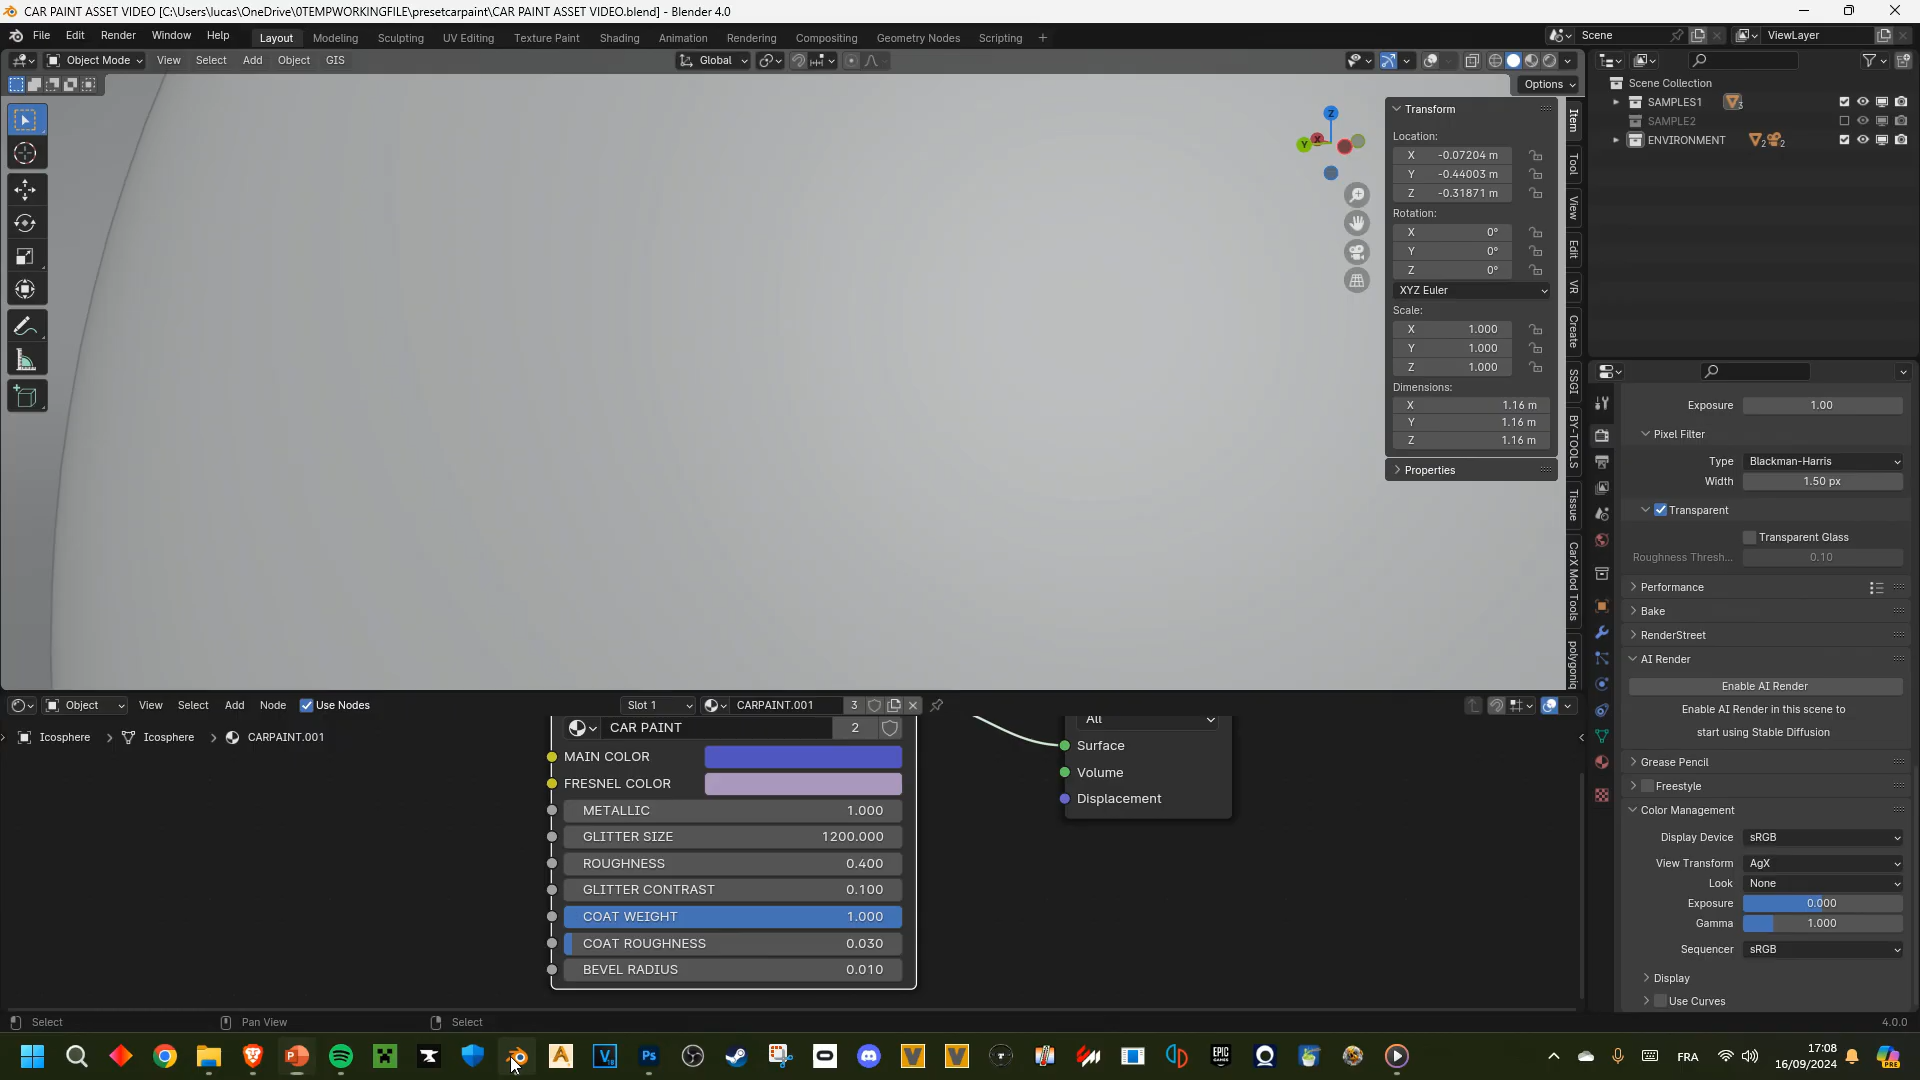 CAR PAINT ASSET VIDEO [C:\Users\lucas\OneDrive\0TEMPWORKINGFILE\presetcarpaint\CAR PAINT ASSET VIDEO.blend] - Blender 4.0
File Edit Render Window Help Layout Modeling Sculpting UV Editing Texture Paint Shading Animation Rendering Compositing Geometry Nodes Scripting + Scene ViewLayer
Object Mode View Select Add Object GIS Global
Options
Transform
Location:
X -0.07204 m
Y -0.44003 m
Z -0.31871 m
Rotation:
X 0°
Y 0°
Z 0°
XYZ Euler
Scale:
X 1.000
Y 1.000
Z 1.000
Dimensions:
X 1.16 m
Y 1.16 m
Z 1.16 m
Properties
Z
Y
X
Item
Tool
View
Edit
VR
Create
SSGI
BY-TOOLS
Tissue
CarX Mod Tools
polygoniq
Scene Collection
SAMPLES1 3
SAMPLE2
ENVIRONMENT 2 2
Exposure 1.00
Pixel Filter
Type Blackman-Harris
Width 1.50 px
Transparent
Transparent Glass
Roughness Thresh... 0.10
Performance
Bake
RenderStreet
AI Render
Enable AI Render
Enable AI Render in this scene to
start using Stable Diffusion
Grease Pencil
Freestyle
Color Management
Display Device sRGB
View Transform AgX
Look None
Exposure 0.000
Gamma 1.000
Sequencer sRGB
Display
Use Curves
Object View Select Add Node Use Nodes Slot 1 CARPAINT.001 3
Icosphere > Icosphere > CARPAINT.001
CAR PAINT 2
MAIN COLOR
FRESNEL COLOR
METALLIC 1.000
GLITTER SIZE 1200.000
ROUGHNESS 0.400
GLITTER CONTRAST 0.100
COAT WEIGHT 1.000
COAT ROUGHNESS 0.030
BEVEL RADIUS 0.010
All
Surface
Volume
Displacement
Select Pan View Select 4.0.0
FRA 17:08
16/09/2024